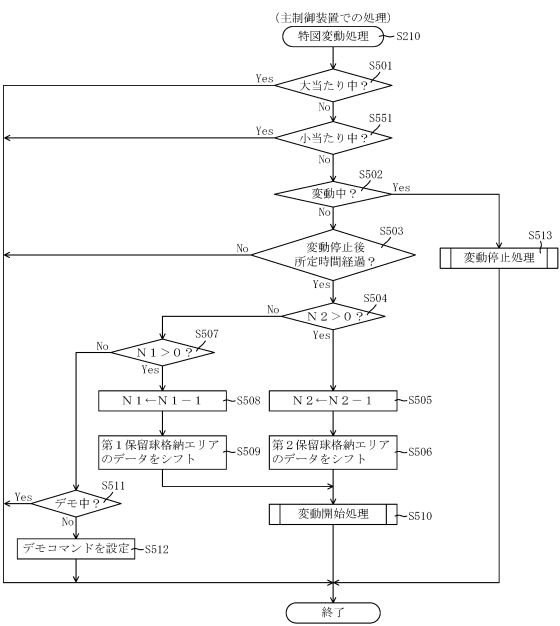 (主制御装置での処理)
特図変動処理
S210
S501
大当たり中？
Yes
No
S551
小当たり中？
Yes
No
S502
変動中？
Yes
No
S503
変動停止後
所定時間経過？
No
Yes
S513
変動停止処理
S504
N2>0？
No
Yes
S507
N1>0？
No
Yes
N1←N1-1
S508
N2←N2-1
S505
第1保留球格納エリア
のデータをシフト
S509
第2保留球格納エリア
のデータをシフト
S506
S511
デモ中？
Yes
No
変動開始処理
S510
デモコマンドを設定
S512
終了